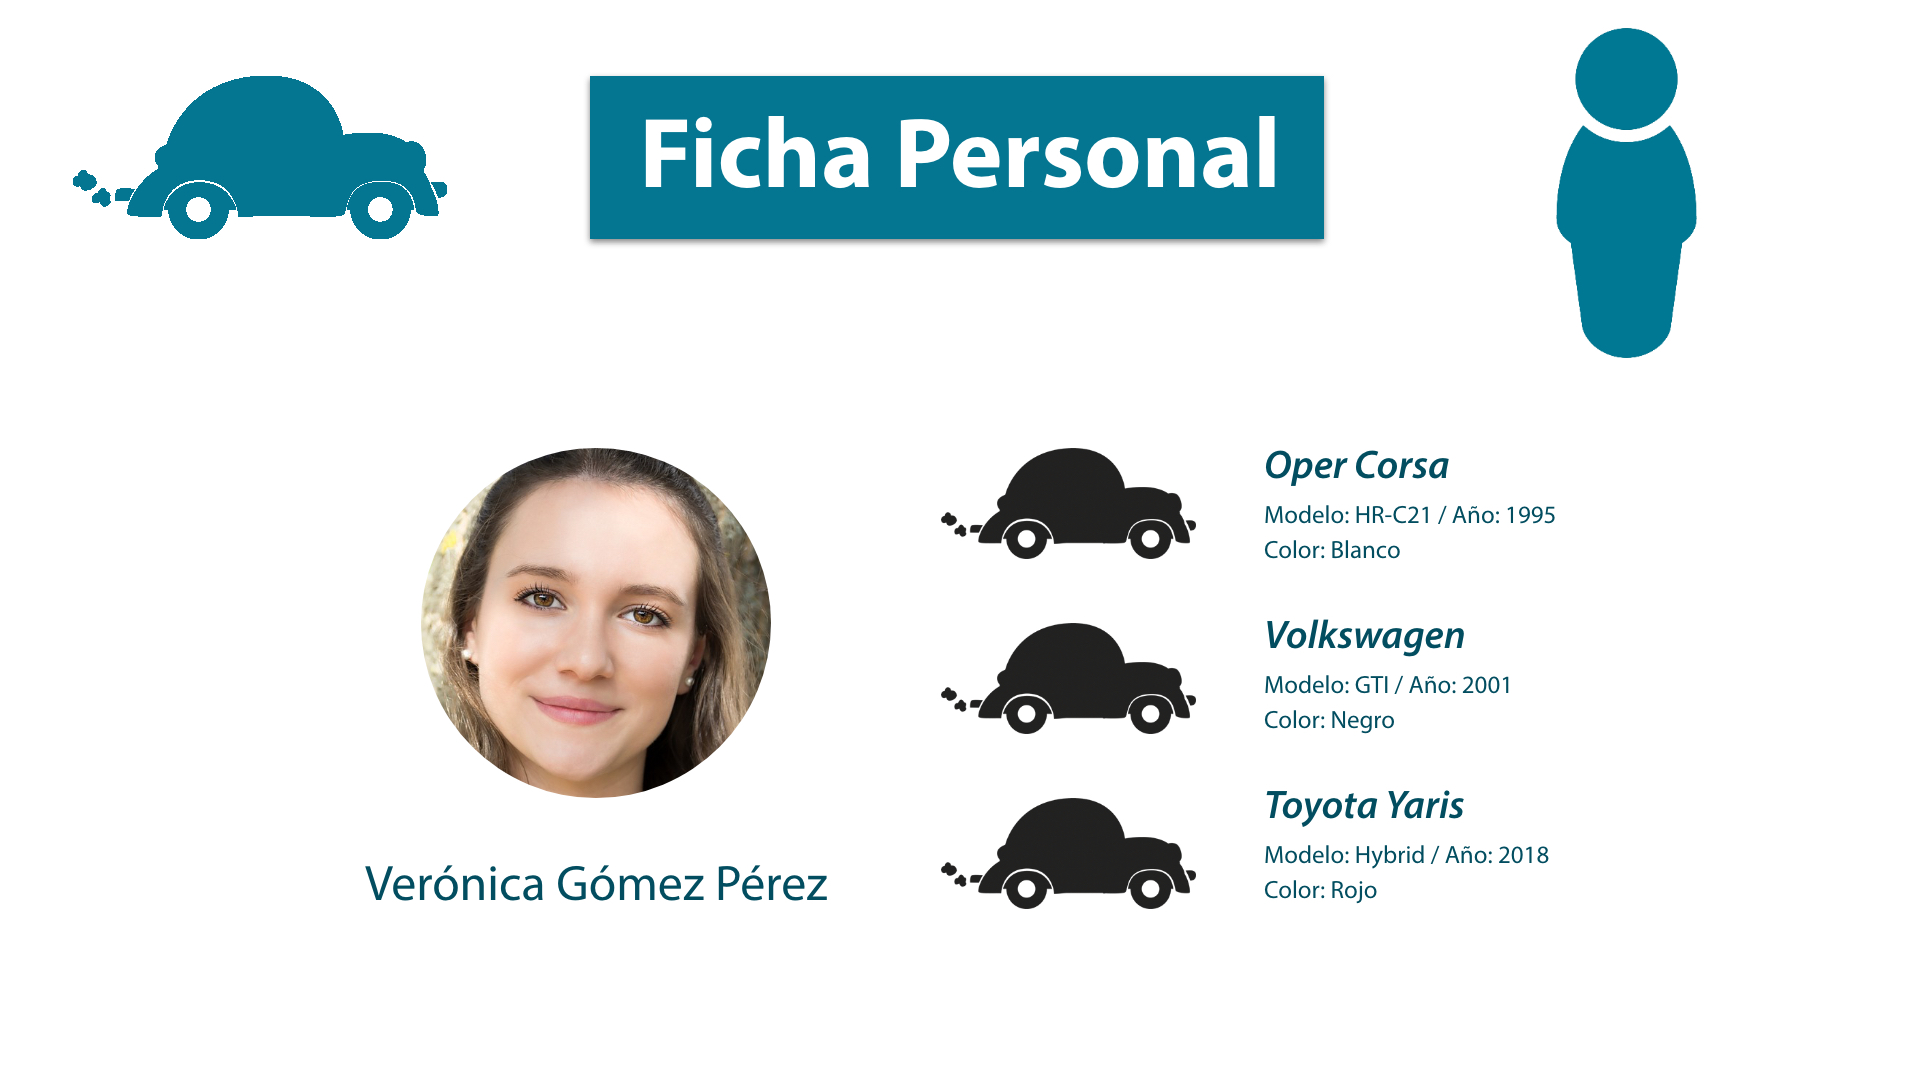 Ficha Personal
Verónica Gómez Pérez
Oper Corsa
Modelo: HR-C21 / Año: 1995
Color: Blanco
Volkswagen
Modelo: GTI / Año: 2001
Color: Negro
Toyota Yaris
Modelo: Hybrid / Año: 2018
Color: Rojo